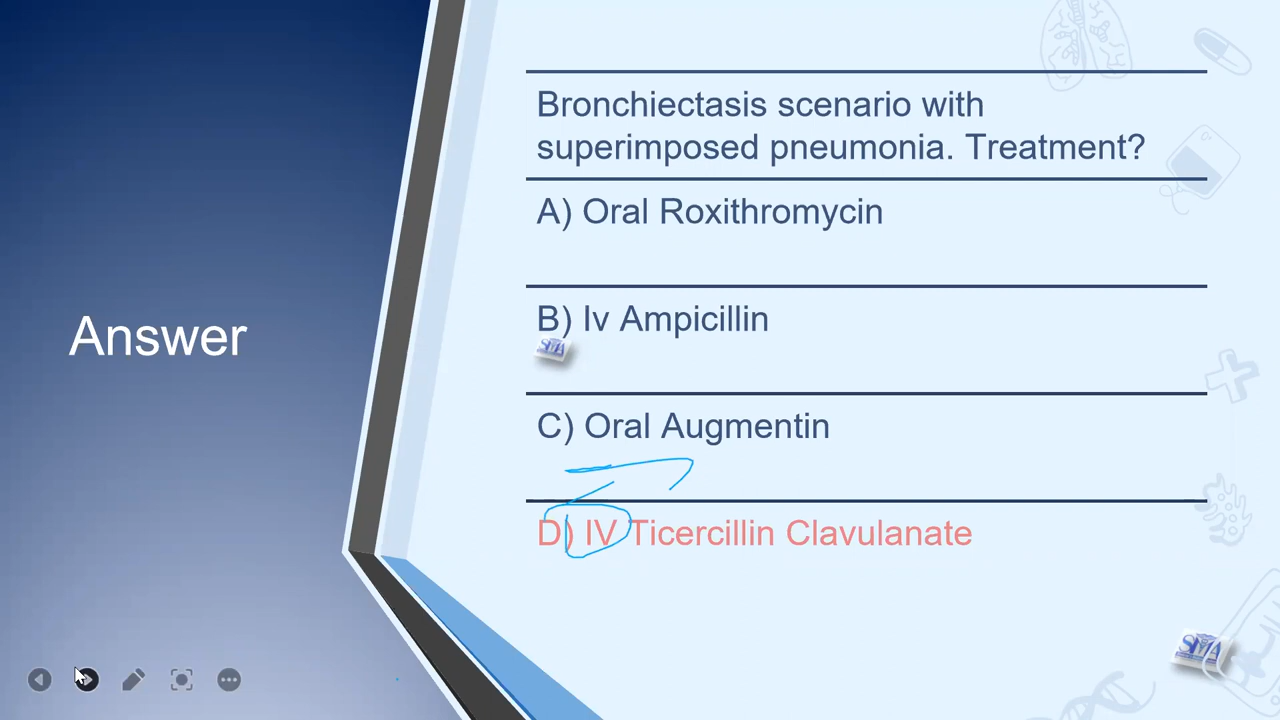 Answer
Bronchiectasis scenario with
superimposed pneumonia. Treatment?
A) Oral Roxithromycin
B) Iv Ampicillin
C) Oral Augmentin
D) IV Ticercillin Clavulanate